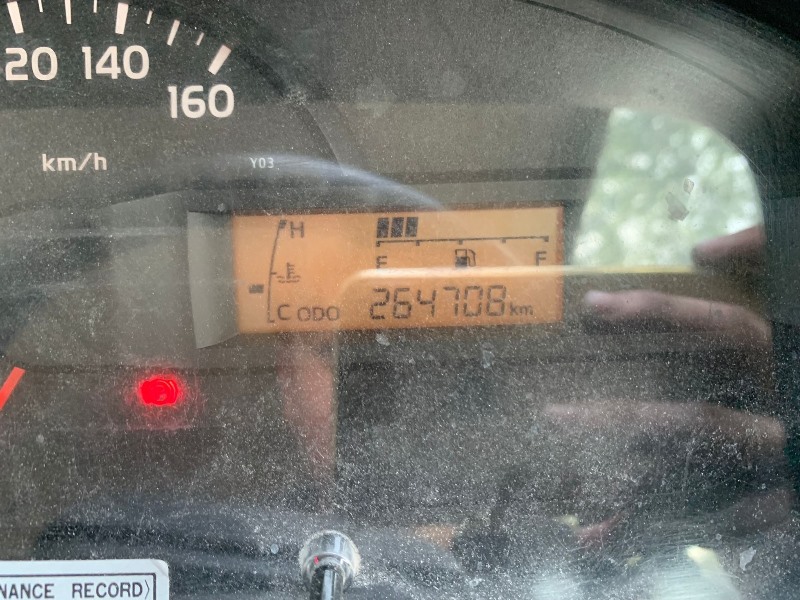 20 140
160
km/h
Y03
H
F F
C ODO 264708 km
NANCE RECORD〉